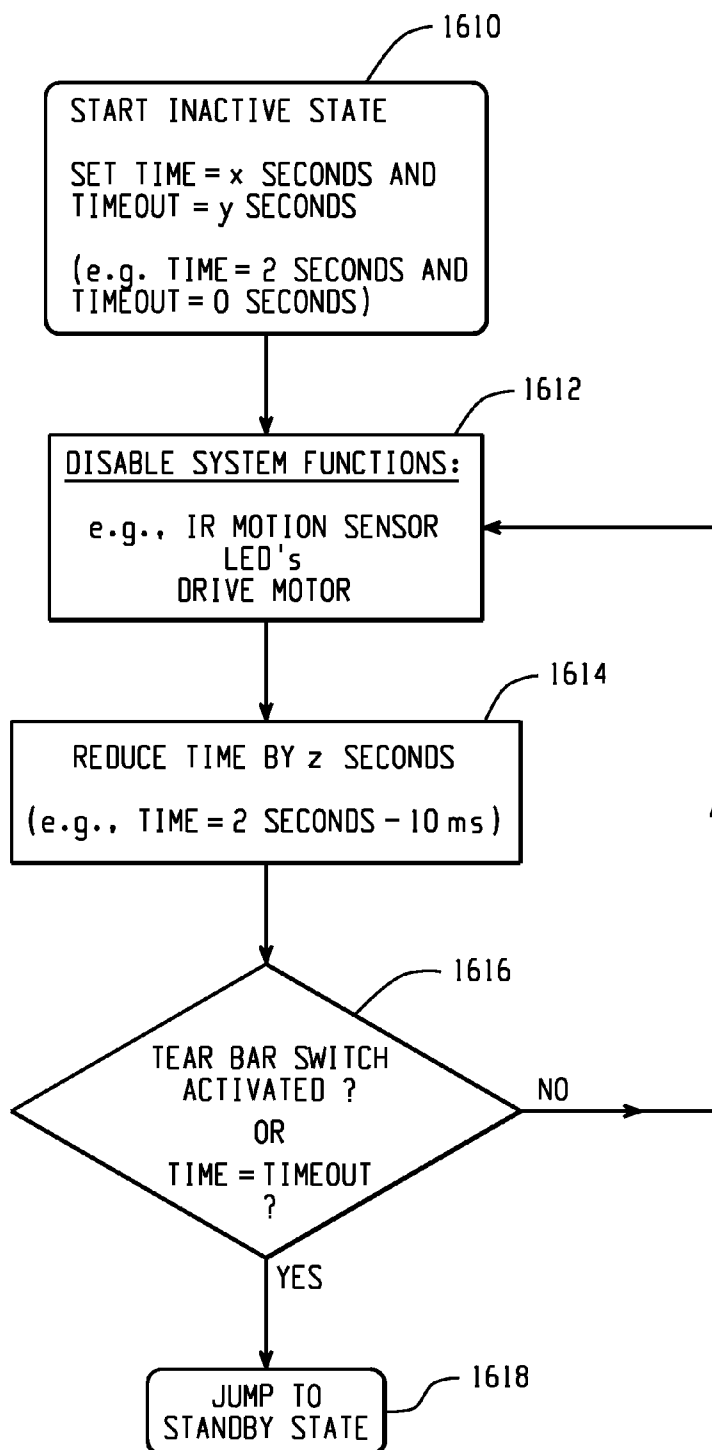 1610
START INACTIVE STATE
SET TIME = x SECONDS AND
TIMEOUT = y SECONDS
(e.g. TIME = 2 SECONDS AND
TIMEOUT = 0 SECONDS)
1612
DISABLE SYSTEM FUNCTIONS:
e.g., IR MOTION SENSOR
LED's
DRIVE MOTOR
1614
REDUCE TIME BY z SECONDS
(e.g., TIME = 2 SECONDS - 10 ms)
1616
TEAR BAR SWITCH
ACTIVATED ?
OR
TIME = TIMEOUT
?
NO
YES
1618
JUMP TO
STANDBY STATE